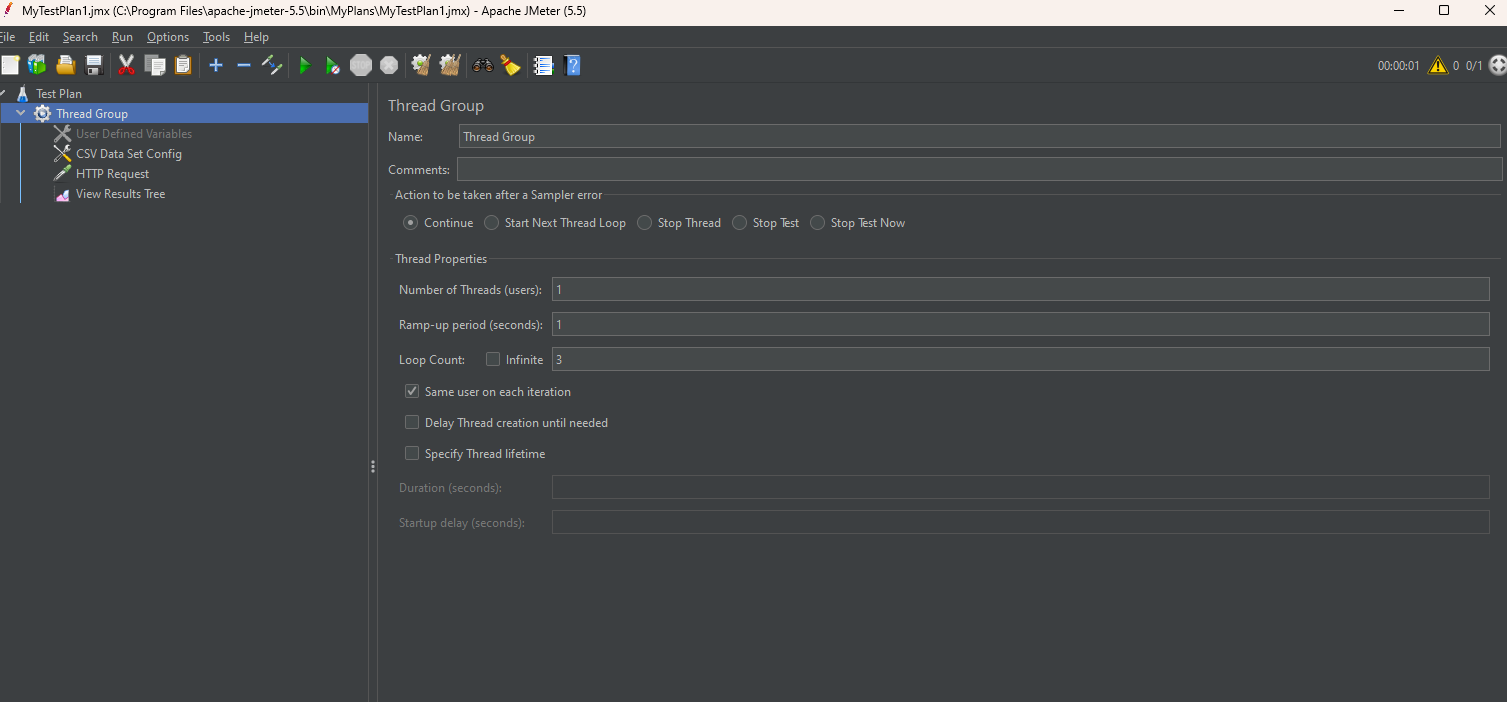 MyTestPlan1.jmx (C:\Program Files\apache-jmeter-5.5\bin\MyPlans\MyTestPlan1.jmx) - Apache JMeter (5.5)
File Edit Search Run Options Tools Help
STOP 00:00:01 0 0/1
Test Plan
Thread Group
User Defined Variables
CSV Data Set Config
HTTP Request
View Results Tree
Thread Group
Name: Thread Group
Comments:
Action to be taken after a Sampler error
Continue Start Next Thread Loop Stop Thread Stop Test Stop Test Now
Thread Properties
Number of Threads (users): 1
Ramp-up period (seconds): 1
Loop Count: Infinite 3
Same user on each iteration
Delay Thread creation until needed
Specify Thread lifetime
Duration (seconds):
Startup delay (seconds):